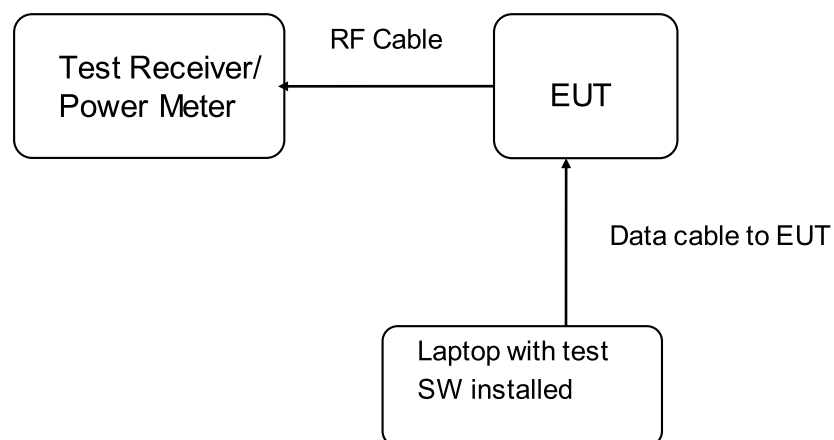 RF Cable
Test Receiver/
Power Meter
EUT
Data cable to EUT
Laptop with test
SW installed